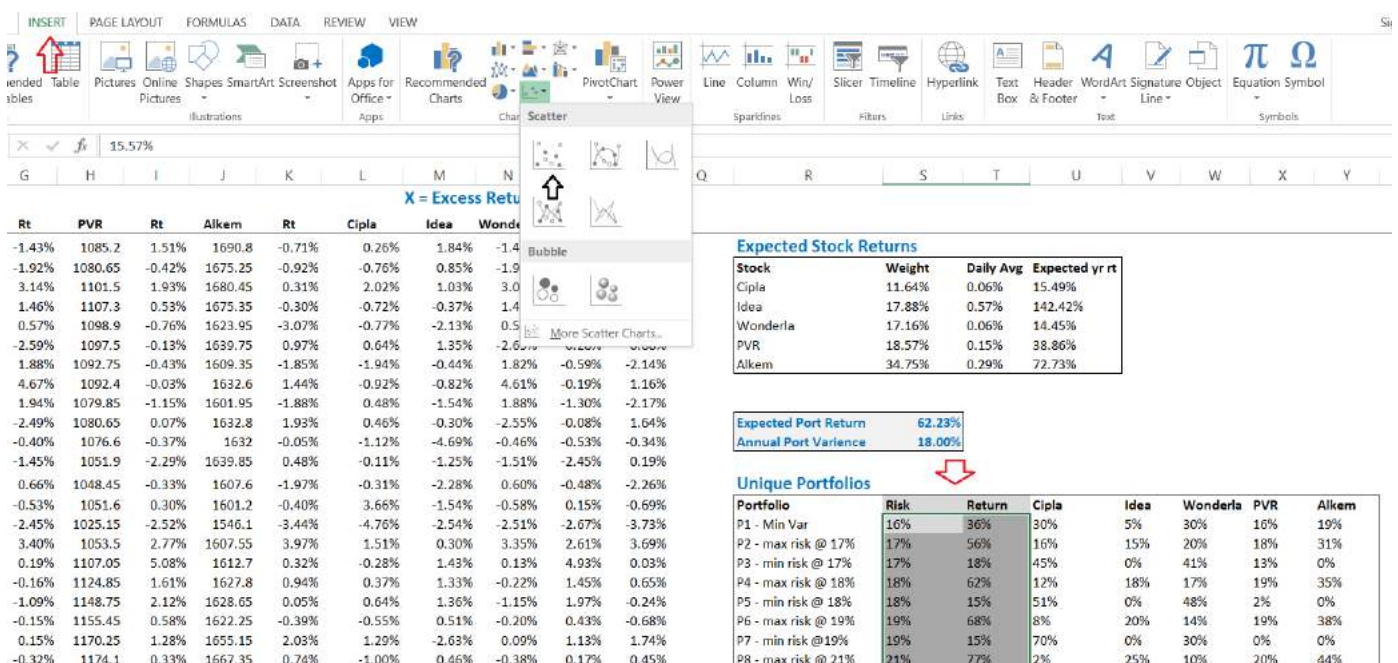 INSERT PAGE LAYOUT FORMULAS DATA REVIEW VIEW
Table Pictures Online Pictures Shapes SmartArt Screenshot Apps for Office Recommended Charts PivotChart Power View Line Column Win/ Loss Slicer Timeline Hyperlink Text Box Header & Footer WordArt Signature Line Object Equation Symbol
Illustrations Apps Sparklines Filters Links Text Symbols
Scatter
Bubble
More Scatter Charts...
fx 15.57%
G H I J K L M N Q R S T U V W X Y
X = Excess Retu
Rt PVR Rt Alkem Rt Cipla Idea Wonde
-1.43% 1085.2 1.51% 1690.8 -0.71% 0.26% 1.84% -1.4
-1.92% 1080.65 -0.42% 1675.25 -0.92% -0.76% 0.85% -1.9
3.14% 1101.5 1.93% 1680.45 0.31% 2.02% 1.03% 3.0
1.46% 1107.3 0.53% 1675.35 -0.30% -0.72% -0.37% 1.4
0.57% 1098.9 -0.76% 1623.95 -3.07% -0.77% -2.13% 0.5
-2.59% 1097.5 -0.13% 1639.75 0.97% 0.64% 1.35%
1.88% 1092.75 -0.43% 1609.35 -1.85% -1.94% -0.44% 1.82% -0.59% -2.14%
4.67% 1092.4 -0.03% 1632.6 1.44% -0.92% -0.82% 4.61% -0.19% 1.16%
1.94% 1079.85 -1.15% 1601.95 -1.88% 0.48% -1.54% 1.88% -1.30% -2.17%
-2.49% 1080.65 0.07% 1632.8 1.93% 0.46% -0.30% -2.55% -0.08% 1.64%
-0.40% 1076.6 -0.37% 1632 -0.05% -1.12% -4.69% -0.46% -0.53% -0.34%
-1.45% 1051.9 -2.29% 1639.85 0.48% -0.11% -1.25% -1.51% -2.45% 0.19%
0.66% 1048.45 -0.33% 1607.6 -1.97% -0.31% -2.28% 0.60% -0.48% -2.26%
-0.53% 1051.6 0.30% 1601.2 -0.40% 3.66% -1.54% -0.58% 0.15% -0.69%
-2.45% 1025.15 -2.52% 1546.1 -3.44% -4.76% -2.54% -2.51% -2.67% -3.73%
3.40% 1053.5 2.77% 1607.55 3.97% 1.51% 0.30% 3.35% 2.61% 3.69%
0.19% 1107.05 5.08% 1612.7 0.32% -0.28% 1.43% 0.13% 4.93% 0.03%
-0.16% 1124.85 1.61% 1627.8 0.94% 0.37% 1.33% -0.22% 1.45% 0.65%
-1.09% 1148.75 2.12% 1628.65 0.05% 0.64% 1.36% -1.15% 1.97% -0.24%
-0.15% 1155.45 0.58% 1622.25 -0.39% -0.55% 0.51% -0.20% 0.43% -0.68%
0.15% 1170.25 1.28% 1655.15 2.03% 1.29% -2.63% 0.09% 1.13% 1.74%
-0.32% 1174.1 0.33% 1667.35 0.74% -1.00% 0.46% -0.38% 0.17% 0.45%
Expected Stock Returns
Stock Weight Daily Avg Expected yr rt
Cipla 11.64% 0.06% 15.49%
Idea 17.88% 0.57% 142.42%
Wonderla 17.16% 0.06% 14.45%
PVR 18.57% 0.15% 38.86%
Alkem 34.75% 0.29% 72.73%
Expected Port Return 62.23%
Annual Port Varience 18.00%
Unique Portfolios
Portfolio Risk Return Cipla Idea Wonderla PVR Alkem
P1 - Min Var 16% 36% 30% 5% 30% 16% 19%
P2 - max risk @ 17% 17% 56% 16% 15% 20% 18% 31%
P3 - min risk @ 17% 17% 18% 45% 0% 41% 13% 0%
P4 - max risk @ 18% 18% 62% 12% 18% 17% 19% 35%
P5 - min risk @ 18% 18% 15% 51% 0% 48% 2% 0%
P6 - max risk @ 19% 19% 68% 8% 20% 14% 19% 38%
P7 - min risk @19% 19% 15% 70% 0% 30% 0% 0%
P8 - max risk @ 21% 21% 77% 2% 25% 10% 20% 44%